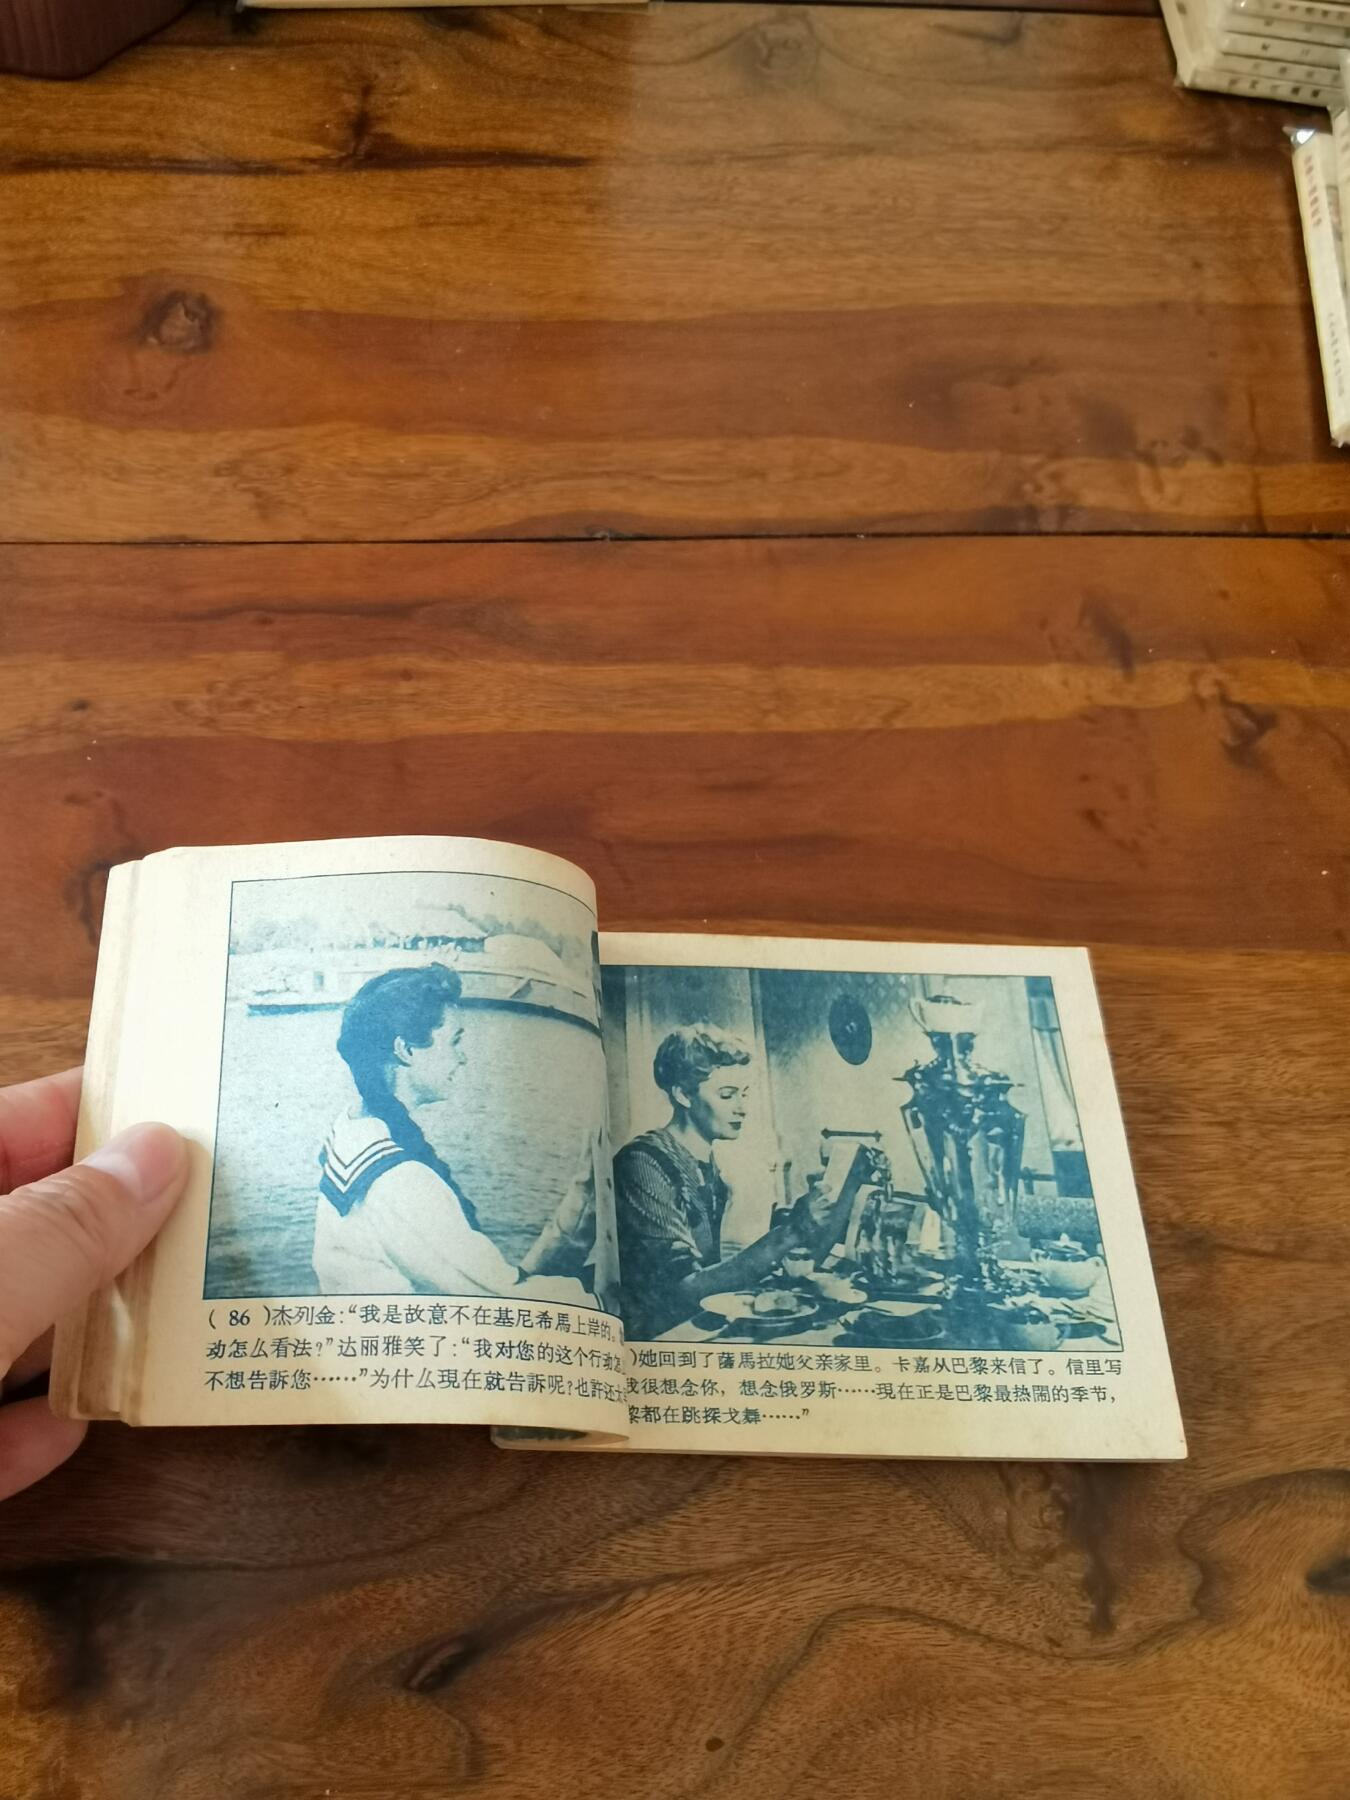 ( 86 )杰列金：“我是故意不在基尼希馬上岸的。
动怎么看法？”达丽雅笑了：“我对您的这个行动怎
不想告訴您……”为什么現在就告訴呢？也許还太
)她回到了薩馬拉她父亲家里。卡嘉从巴黎来信了。信里写
我很想念你，想念俄罗斯……現在正是巴黎最热閙的季节，
黎都在跳探戈舞……”